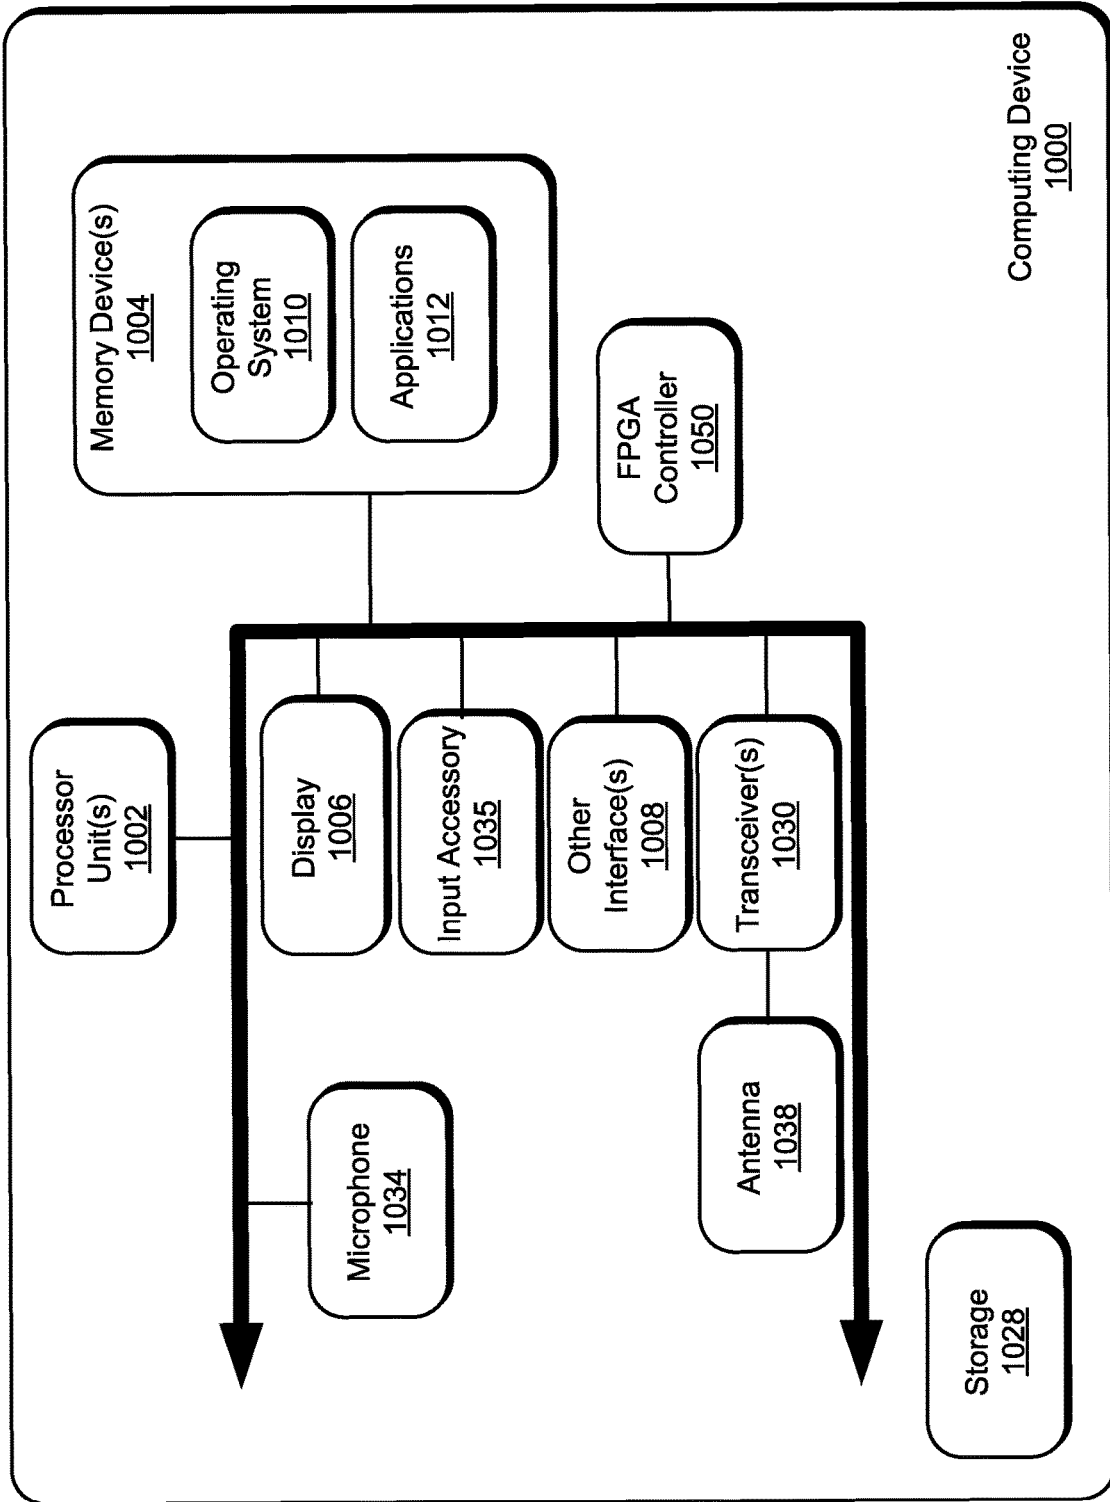 Computing Device
1000
Memory Device(s)
1004
Operating
System
1010
Applications
1012
FPGA
Controller
1050
Processor
Unit(s)
1002
Display
1006
Input Accessory
1035
Other
Interface(s)
1008
Transceiver(s)
1030
Microphone
1034
Antenna
1038
Storage
1028